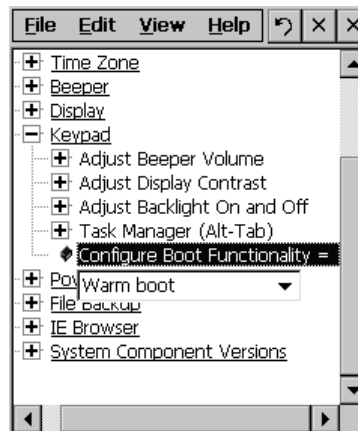 File Edit View Help
Time Zone
Beeper
Display
Keypad
Adjust Beeper Volume
Adjust Display Contrast
Adjust Backlight On and Off
Task Manager (Alt-Tab)
Configure Boot Functionality =
Warm boot
File Backup
IE Browser
System Component Versions